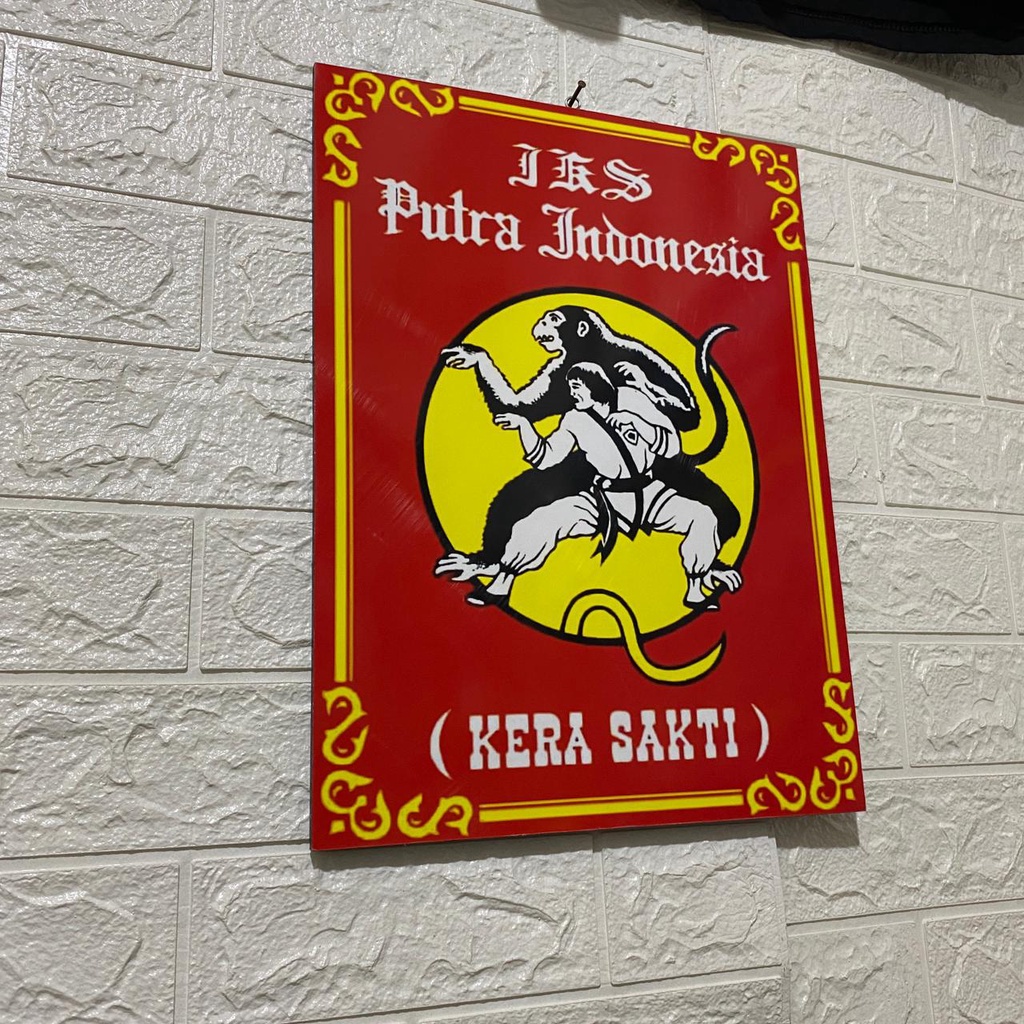 IKS
Putra Indonesia
( KERA SAKTI )